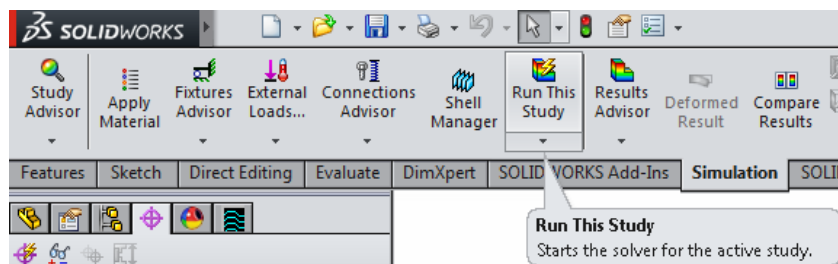 SOLIDWORKS
Study
Advisor
Apply
Material
Fixtures
Advisor
External
Loads...
Connections
Advisor
Shell
Manager
Run This
Study
Results
Advisor
Deformed
Result
Compare
Results
Features Sketch Direct Editing Evaluate DimXpert SOLIDWORKS Add-Ins Simulation SOLI
Run This Study
Starts the solver for the active study.